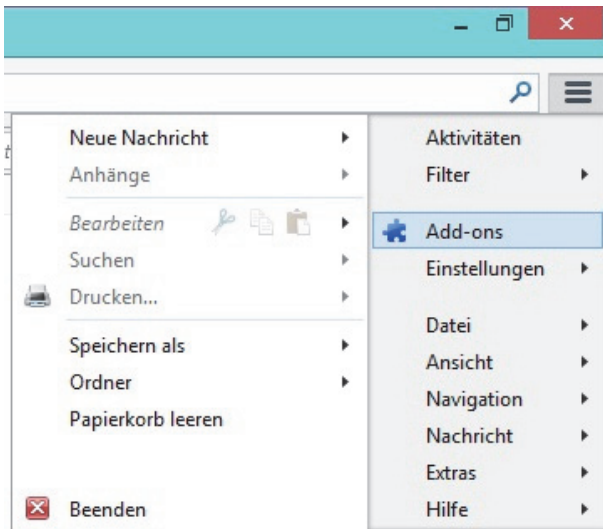 Neue Nachricht
Anhänge
Bearbeiten
Suchen
Drucken...
Speichern als
Ordner
Papierkorb leeren
Beenden
Aktivitäten
Filter
Add-ons
Einstellungen
Datei
Ansicht
Navigation
Nachricht
Extras
Hilfe